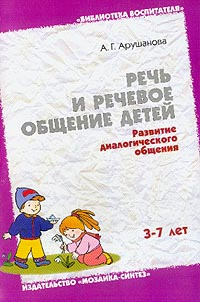 «БИБЛИОТЕКА ВОСПИТАТЕЛЯ»
А. Г. Арушанова
РЕЧЬ
И РЕЧЕВОЕ
ОБЩЕНИЕ ДЕТЕЙ
Развитие
диалогического
общения
3-7 лет
ИЗДАТЕЛЬСТВО «МОЗАИКА-СИНТЕЗ»